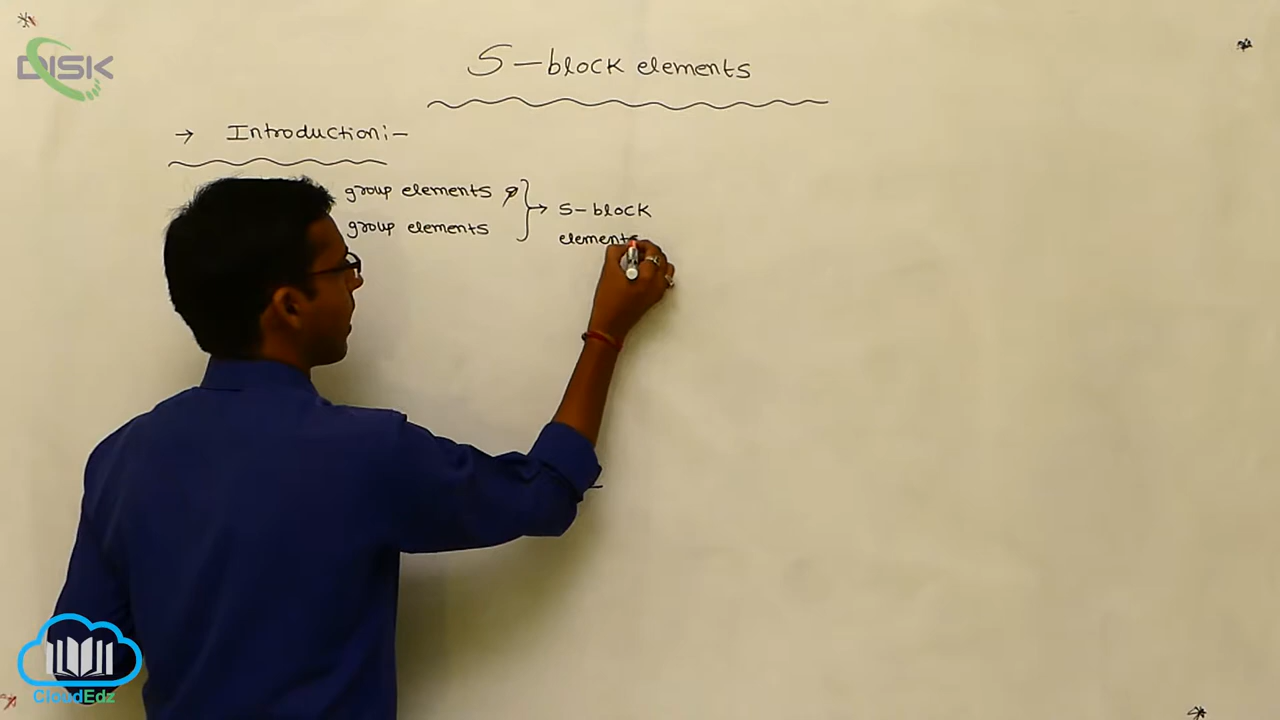 DISK
S-block elements
→ Introduction:-
group elements
group elements
} → S-block
elements
CloudEdz